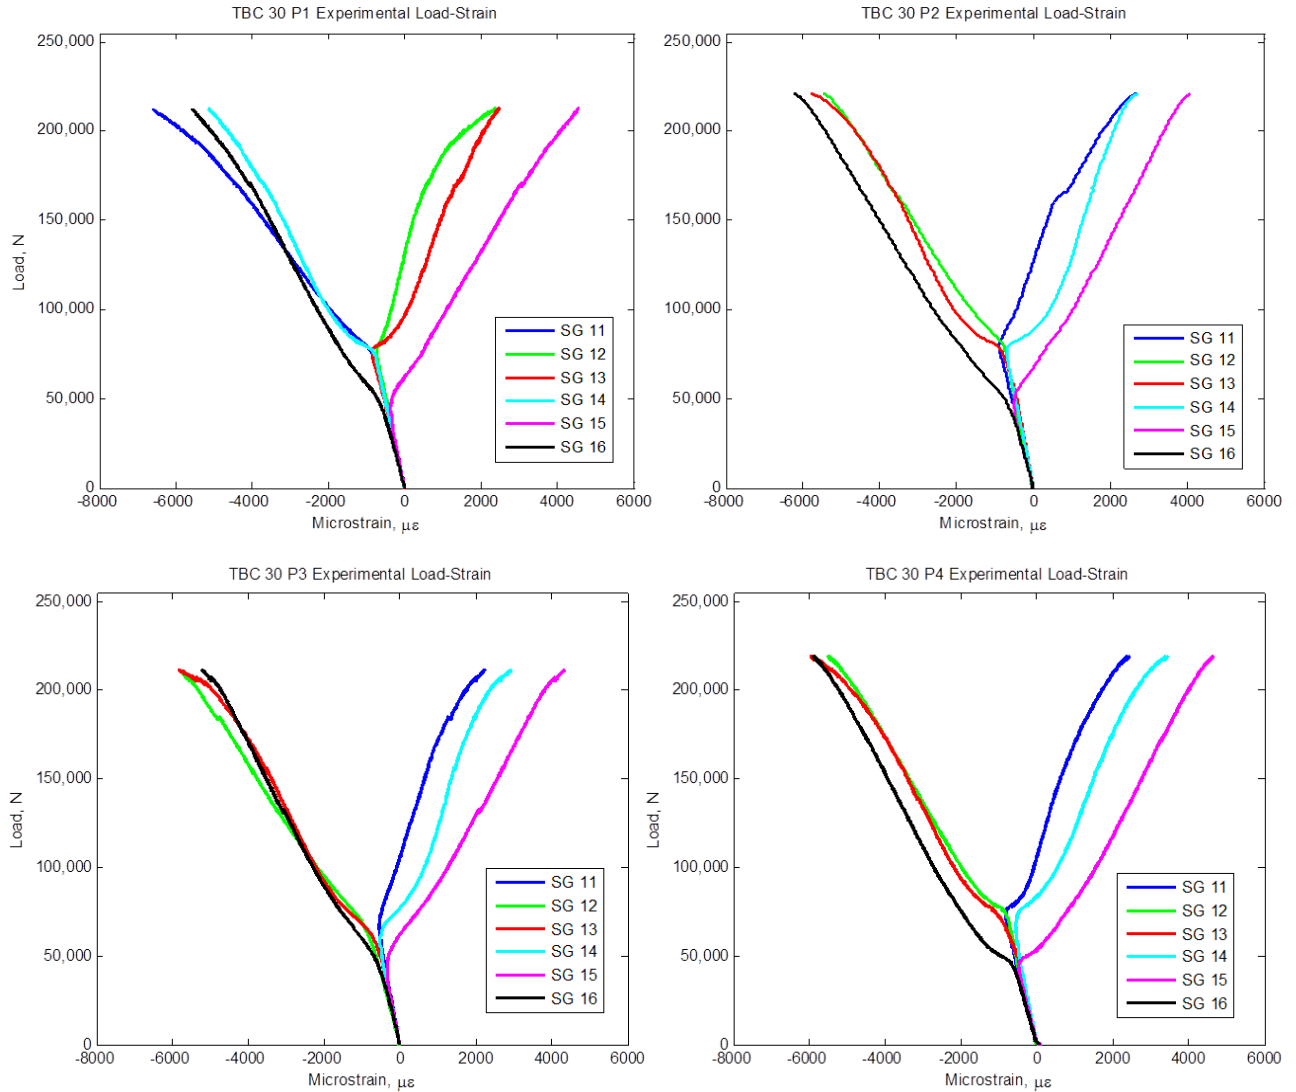 TBC 30 P1 Experimental Load-Strain
250,000
200,000
150,000
100,000
50,000
0
Load, N
-8000 -6000 -4000 -2000 0 2000 4000 6000
Microstrain, με
SG 11
SG 12
SG 13
SG 14
SG 15
SG 16
TBC 30 P2 Experimental Load-Strain
250,000
200,000
150,000
100,000
50,000
0
-8000 -6000 -4000 -2000 0 2000 4000 6000
Microstrain, με
SG 11
SG 12
SG 13
SG 14
SG 15
SG 16
TBC 30 P3 Experimental Load-Strain
250,000
200,000
150,000
100,000
50,000
0
-8000 -6000 -4000 -2000 0 2000 4000 6000
Microstrain, με
SG 11
SG 12
SG 13
SG 14
SG 15
SG 16
TBC 30 P4 Experimental Load-Strain
250,000
200,000
150,000
100,000
50,000
0
Load, N
-8000 -6000 -4000 -2000 0 2000 4000 6000
Microstrain, με
SG 11
SG 12
SG 13
SG 14
SG 15
SG 16